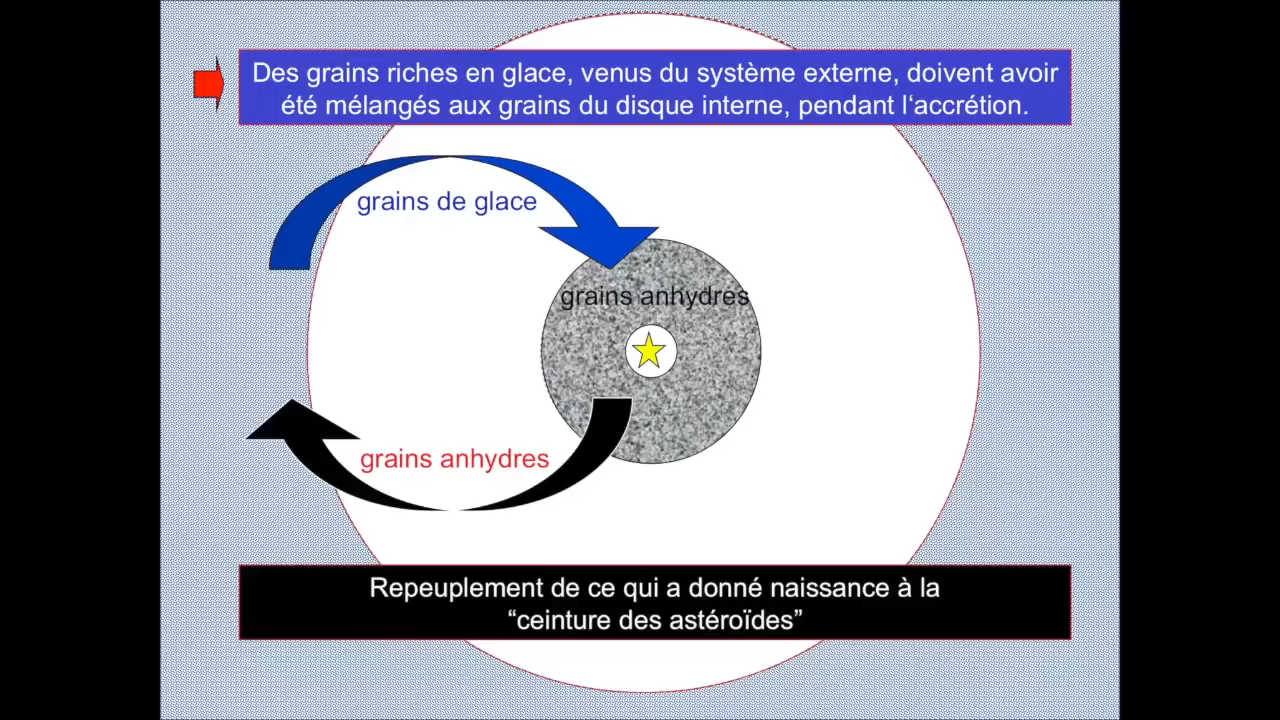 Des grains riches en glace, venus du système externe, doivent avoir
été mélangés aux grains du disque interne, pendant l‘accrétion.
grains de glace
grains anhydres
grains anhydres
Repeuplement de ce qui a donné naissance à la
“ceinture des astéroïdes”